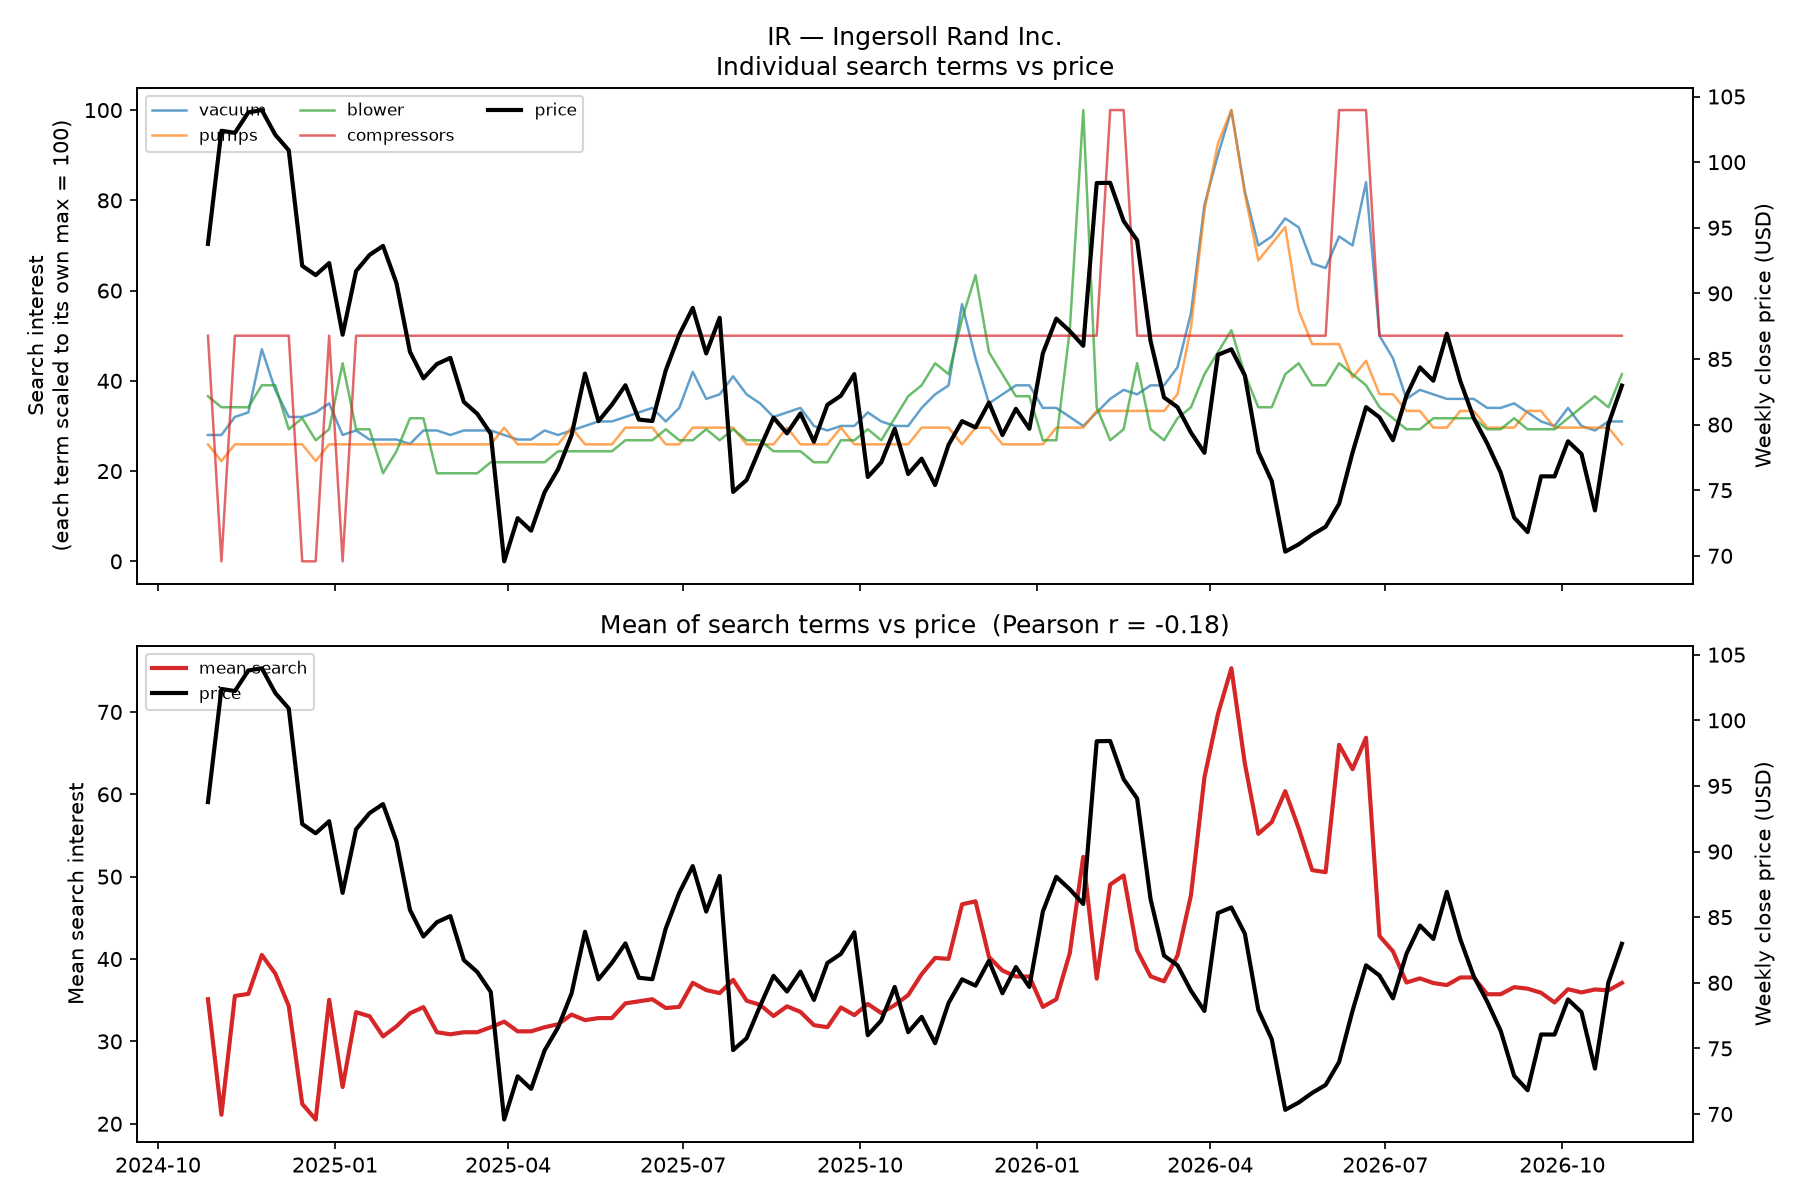 IR — Ingersoll Rand Inc.
Individual search terms vs price
vacuum
pumps
blower
compressors
price
Search interest
(each term scaled to its own max = 100)
100
80
60
40
20
0
105
100
95
90
85
80
75
70
Weekly close price (USD)
Mean of search terms vs price (Pearson r = -0.18)
mean search
price
Mean search interest
70
60
50
40
30
20
105
100
95
90
85
80
75
70
Weekly close price (USD)
2024-10
2025-01
2025-04
2025-07
2025-10
2026-01
2026-04
2026-07
2026-10